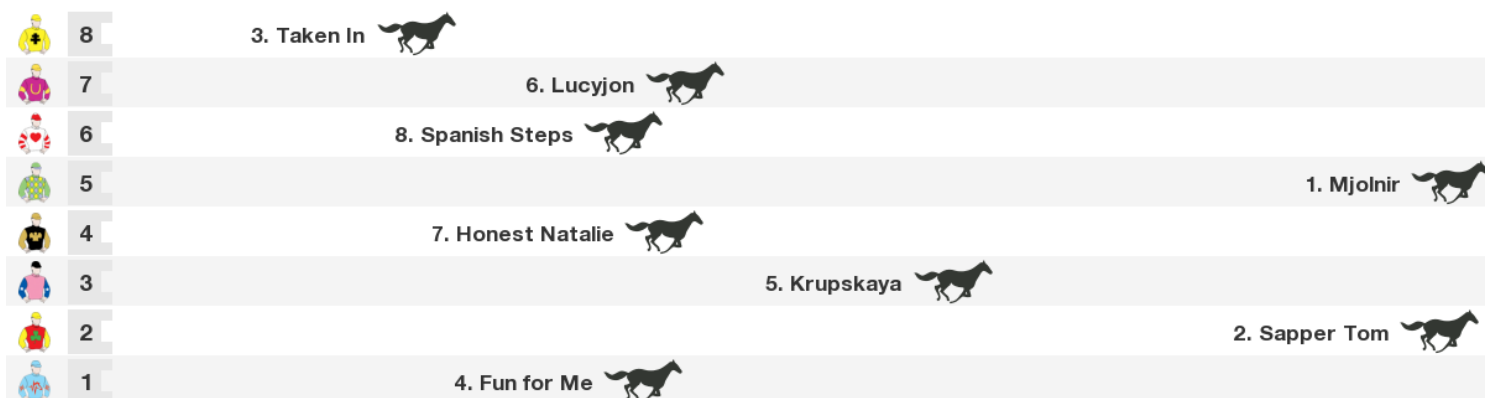 8 3. Taken In
7 6. Lucyjon
6 8. Spanish Steps
5 1. Mjolnir
4 7. Honest Natalie
3 5. Krupskaya
2 2. Sapper Tom
1 4. Fun for Me